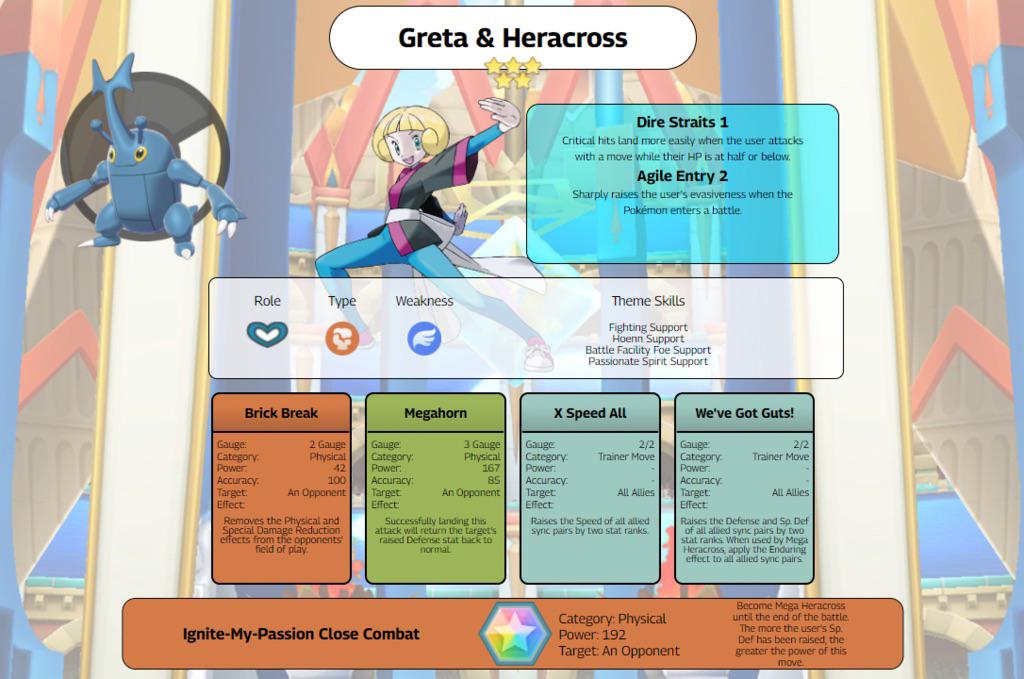 Greta & Heracross
Dire Straits 1
Critical hits land more easily when the user attacks
with a move while their HP is at half or below.
Agile Entry 2
Sharply raises the user's evasiveness when the
Pokémon enters a battle.
Role Type Weakness Theme Skills
Fighting Support
Hoenn Support
Battle Facility Foe Support
Passionate Spirit Support
Brick Break
Gauge: 2 Gauge
Category: Physical
Power: 42
Accuracy: 100
Target: An Opponent
Effect:
Removes the Physical and
Special Damage Reduction
effects from the opponents'
field of play.
Megahorn
Gauge: 3 Gauge
Category: Physical
Power: 167
Accuracy: 85
Target: An Opponent
Effect:
Successfully landing this
attack will return the target's
raised Defense stat back to
normal.
X Speed All
Gauge: 2/2
Category: Trainer Move
Power: -
Accuracy: -
Target: All Allies
Effect:
Raises the Speed of all allied
sync pairs by two stat ranks.
We've Got Guts!
Gauge: 2/2
Category: Trainer Move
Power: -
Accuracy: -
Target: All Allies
Effect:
Raises the Defense and Sp. Def
of all allied sync pairs by two
stat ranks. When used by Mega
Heracross, apply the Enduring
effect to all allied sync pairs.
Ignite-My-Passion Close Combat
Category: Physical
Power: 192
Target: An Opponent
Become Mega Heracross
until the end of the battle.
The more the user's Sp.
Def has been raised, the
greater the power of this
move.